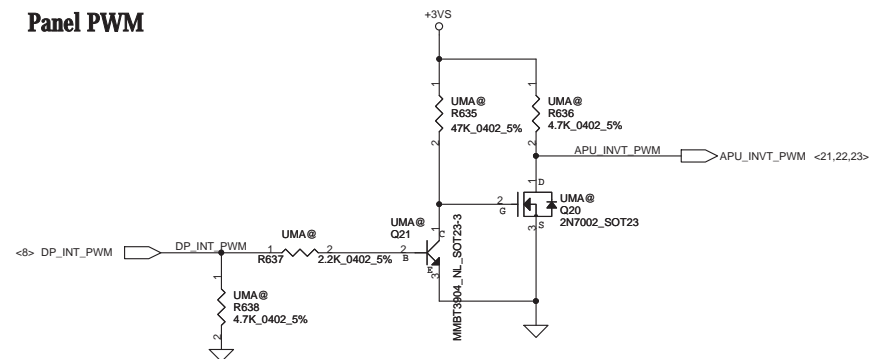 Panel PWM
+3VS
1
1
UMA@
R635
47K_0402_5%
2
UMA@
R636
4.7K_0402_5%
2
APU_INVT_PWM
APU_INVT_PWM <21,22,23>
1
D
2
G
S
3
UMA@
Q20
2N7002_SOT23
UMA@
Q21
1
C
2
B
E
3
MMBT3904_NL_SOT23-3
<8> DP_INT_PWM
DP_INT_PWM
1
UMA@
2
R637
2.2K_0402_5%
1
UMA@
R638
4.7K_0402_5%
2